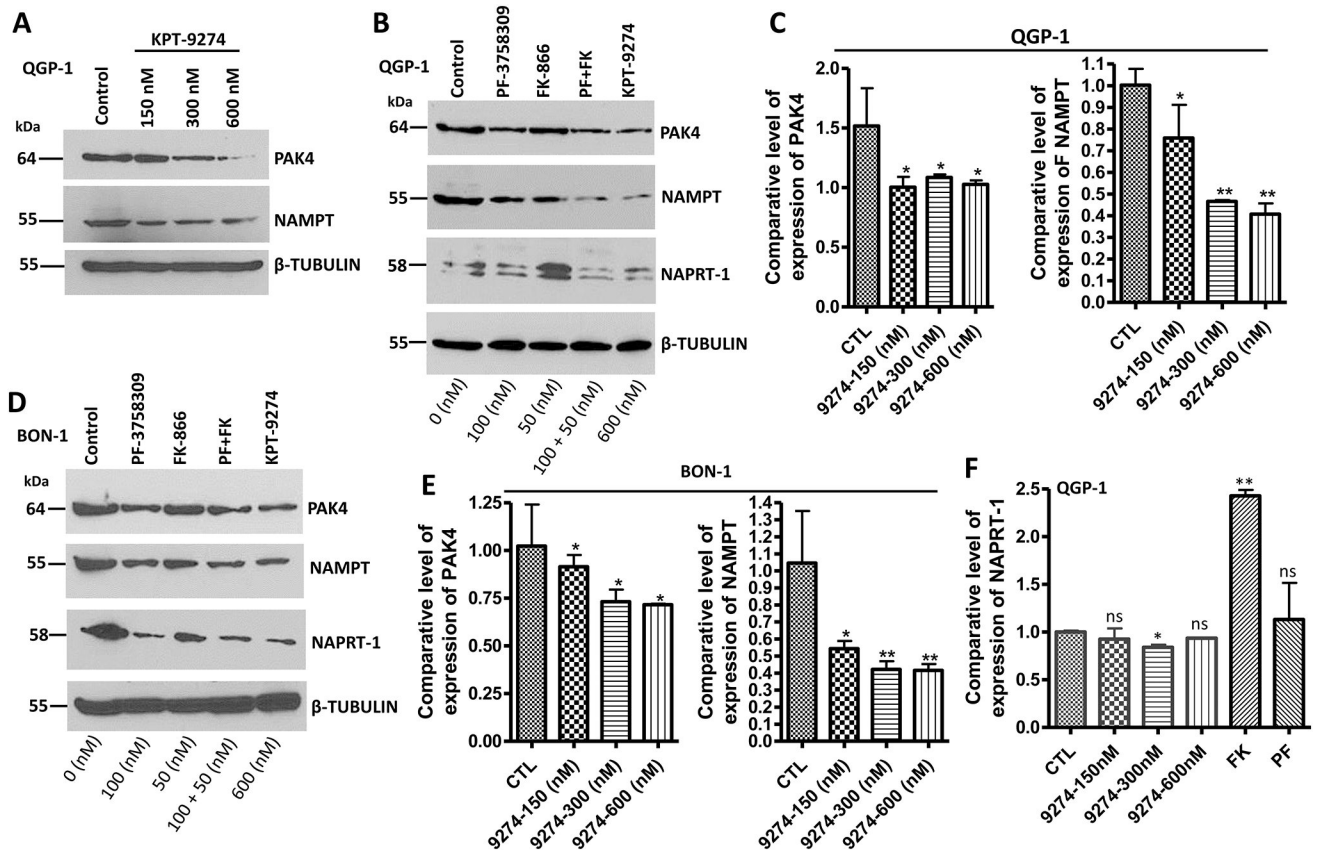 A
KPT-9274
QGP-1
Control
150 nM
300 nM
600 nM
kDa
64
PAK4
55
NAMPT
55
β-TUBULIN
B
QGP-1
Control
PF-3758309
FK-866
PF+FK
KPT-9274
kDa
64
PAK4
55
NAMPT
58
NAPRT-1
55
β-TUBULIN
0 (nM)
100 (nM)
50 (nM)
100 + 50 (nM)
600 (nM)
C
QGP-1
Comparative level of
expression of PAK4
2.0
1.5
1.0
0.5
0.0
*
*
*
CTL
9274-150 (nM)
9274-300 (nM)
9274-600 (nM)
Comparative level of
expression oF NAMPT
1.1
1.0
0.9
0.8
0.7
0.6
0.5
0.4
0.3
0.2
0.1
0.0
*
**
**
CTL
9274-150 (nM)
9274-300 (nM)
9274-600 (nM)
D
BON-1
Control
PF-3758309
FK-866
PF+FK
KPT-9274
kDa
64
PAK4
55
NAMPT
58
NAPRT-1
55
β-TUBULIN
0 (nM)
100 (nM)
50 (nM)
100 + 50 (nM)
600 (nM)
E
BON-1
Comparative level of
expression of PAK4
1.25
1.00
0.75
0.50
0.25
0.00
*
*
*
CTL
9274-150 (nM)
9274-300 (nM)
9274-600 (nM)
Comparative level of
expression of NAMPT
1.4
1.3
1.2
1.1
1.0
0.9
0.8
0.7
0.6
0.5
0.4
0.3
0.2
0.1
0.0
*
**
**
CTL
9274-150 (nM)
9274-300 (nM)
9274-600 (nM)
F
QGP-1
Comparative level of
expression of NAPRT-1
2.5
2.0
1.5
1.0
0.5
0.0
ns
*
ns
**
ns
CTL
9274-150nM
9274-300nM
9274-600nM
FK
PF